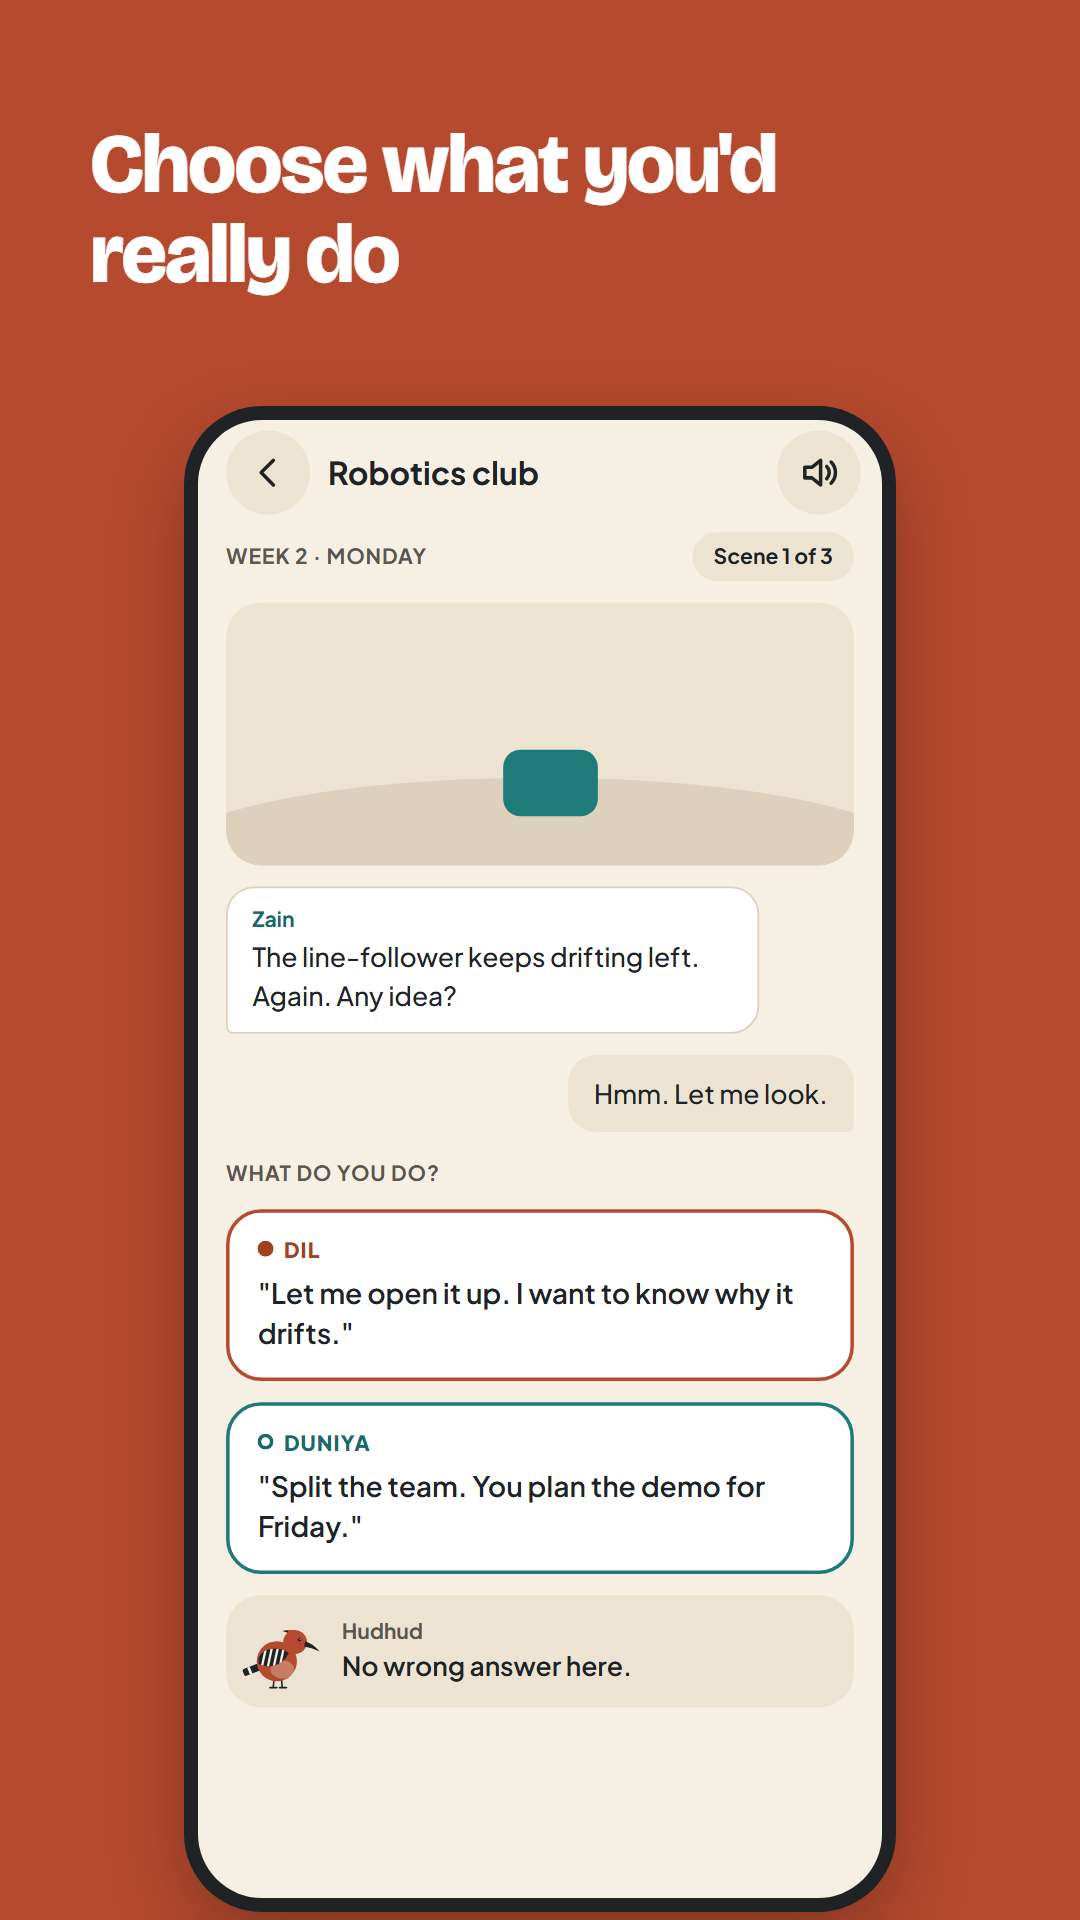 Choose what you'd
really do
Robotics club
WEEK 2 · MONDAY
Scene 1 of 3
Zain
The line-follower keeps drifting left.
Again. Any idea?
Hmm. Let me look.
WHAT DO YOU DO?
DIL
"Let me open it up. I want to know why it
drifts."
DUNIYA
"Split the team. You plan the demo for
Friday."
Hudhud
No wrong answer here.